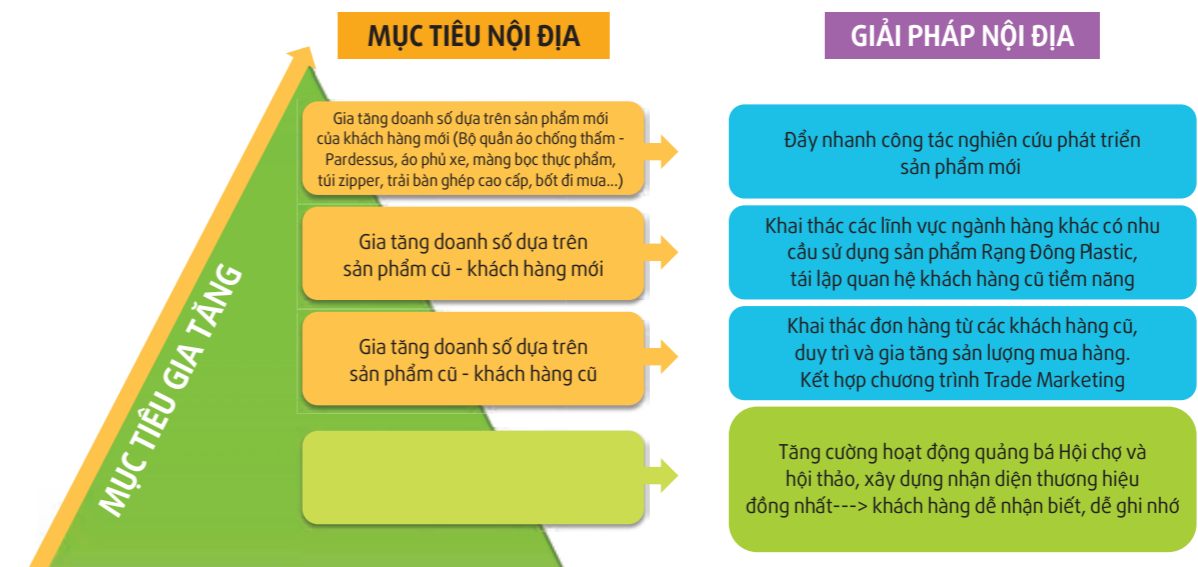 MỤC TIÊU NỘI ĐỊA
GIẢI PHÁP NỘI ĐỊA
MỤC TIÊU GIA TĂNG
Gia tăng doanh số dựa trên sản phẩm mới
của khách hàng mới (Bộ quần áo chống thấm -
Pardessus, áo phủ xe, màng bọc thực phẩm,
túi zipper, trải bàn ghép cao cấp, bốt đi mưa...)
Đẩy nhanh công tác nghiên cứu phát triển
sản phẩm mới
Gia tăng doanh số dựa trên
sản phẩm cũ - khách hàng mới
Khai thác các lĩnh vực ngành hàng khác có nhu
cầu sử dụng sản phẩm Rạng Đông Plastic,
tái lập quan hệ khách hàng cũ tiềm năng
Gia tăng doanh số dựa trên
sản phẩm cũ - khách hàng cũ
Khai thác đơn hàng từ các khách hàng cũ,
duy trì và gia tăng sản lượng mua hàng.
Kết hợp chương trình Trade Marketing
Tăng cường hoạt động quảng bá Hội chợ và
hội thảo, xây dựng nhận diện thương hiệu
đồng nhất---> khách hàng dễ nhận biết, dễ ghi nhớ